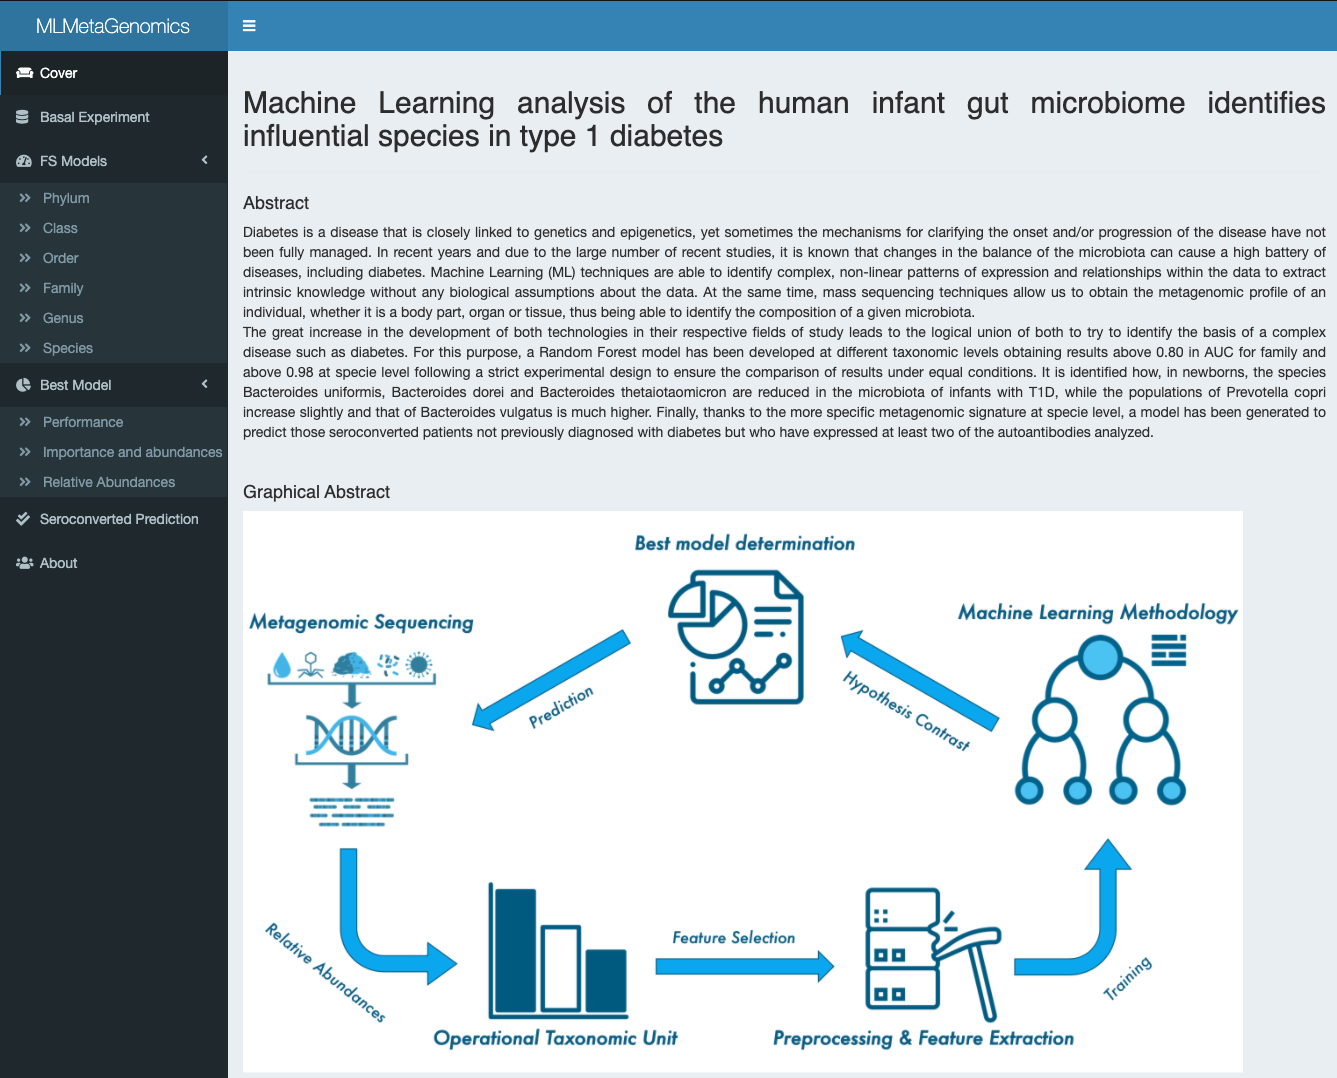 MLMetaGenomics
Cover
Basal Experiment
FS Models
Phylum
Class
Order
Family
Genus
Species
Best Model
Performance
Importance and abundances
Relative Abundances
Seroconverted Prediction
About
Machine Learning analysis of the human infant gut microbiome identifies
influential species in type 1 diabetes
Abstract
Diabetes is a disease that is closely linked to genetics and epigenetics, yet sometimes the mechanisms for clarifying the onset and/or progression of the disease have not
been fully managed. In recent years and due to the large number of recent studies, it is known that changes in the balance of the microbiota can cause a high battery of
diseases, including diabetes. Machine Learning (ML) techniques are able to identify complex, non-linear patterns of expression and relationships within the data to extract
intrinsic knowledge without any biological assumptions about the data. At the same time, mass sequencing techniques allow us to obtain the metagenomic profile of an
individual, whether it is a body part, organ or tissue, thus being able to identify the composition of a given microbiota.
The great increase in the development of both technologies in their respective fields of study leads to the logical union of both to try to identify the basis of a complex
disease such as diabetes. For this purpose, a Random Forest model has been developed at different taxonomic levels obtaining results above 0.80 in AUC for family and
above 0.98 at specie level following a strict experimental design to ensure the comparison of results under equal conditions. It is identified how, in newborns, the species
Bacteroides uniformis, Bacteroides dorei and Bacteroides thetaiotaomicron are reduced in the microbiota of infants with T1D, while the populations of Prevotella copri
increase slightly and that of Bacteroides vulgatus is much higher. Finally, thanks to the more specific metagenomic signature at specie level, a model has been generated to
predict those seroconverted patients not previously diagnosed with diabetes but who have expressed at least two of the autoantibodies analyzed.
Graphical Abstract
Best model determination
Metagenomic Sequencing
Machine Learning Methodology
Prediction
Hypothesis Contrast
Relative Abundances
Feature Selection
Training
Operational Taxonomic Unit
Preprocessing & Feature Extraction